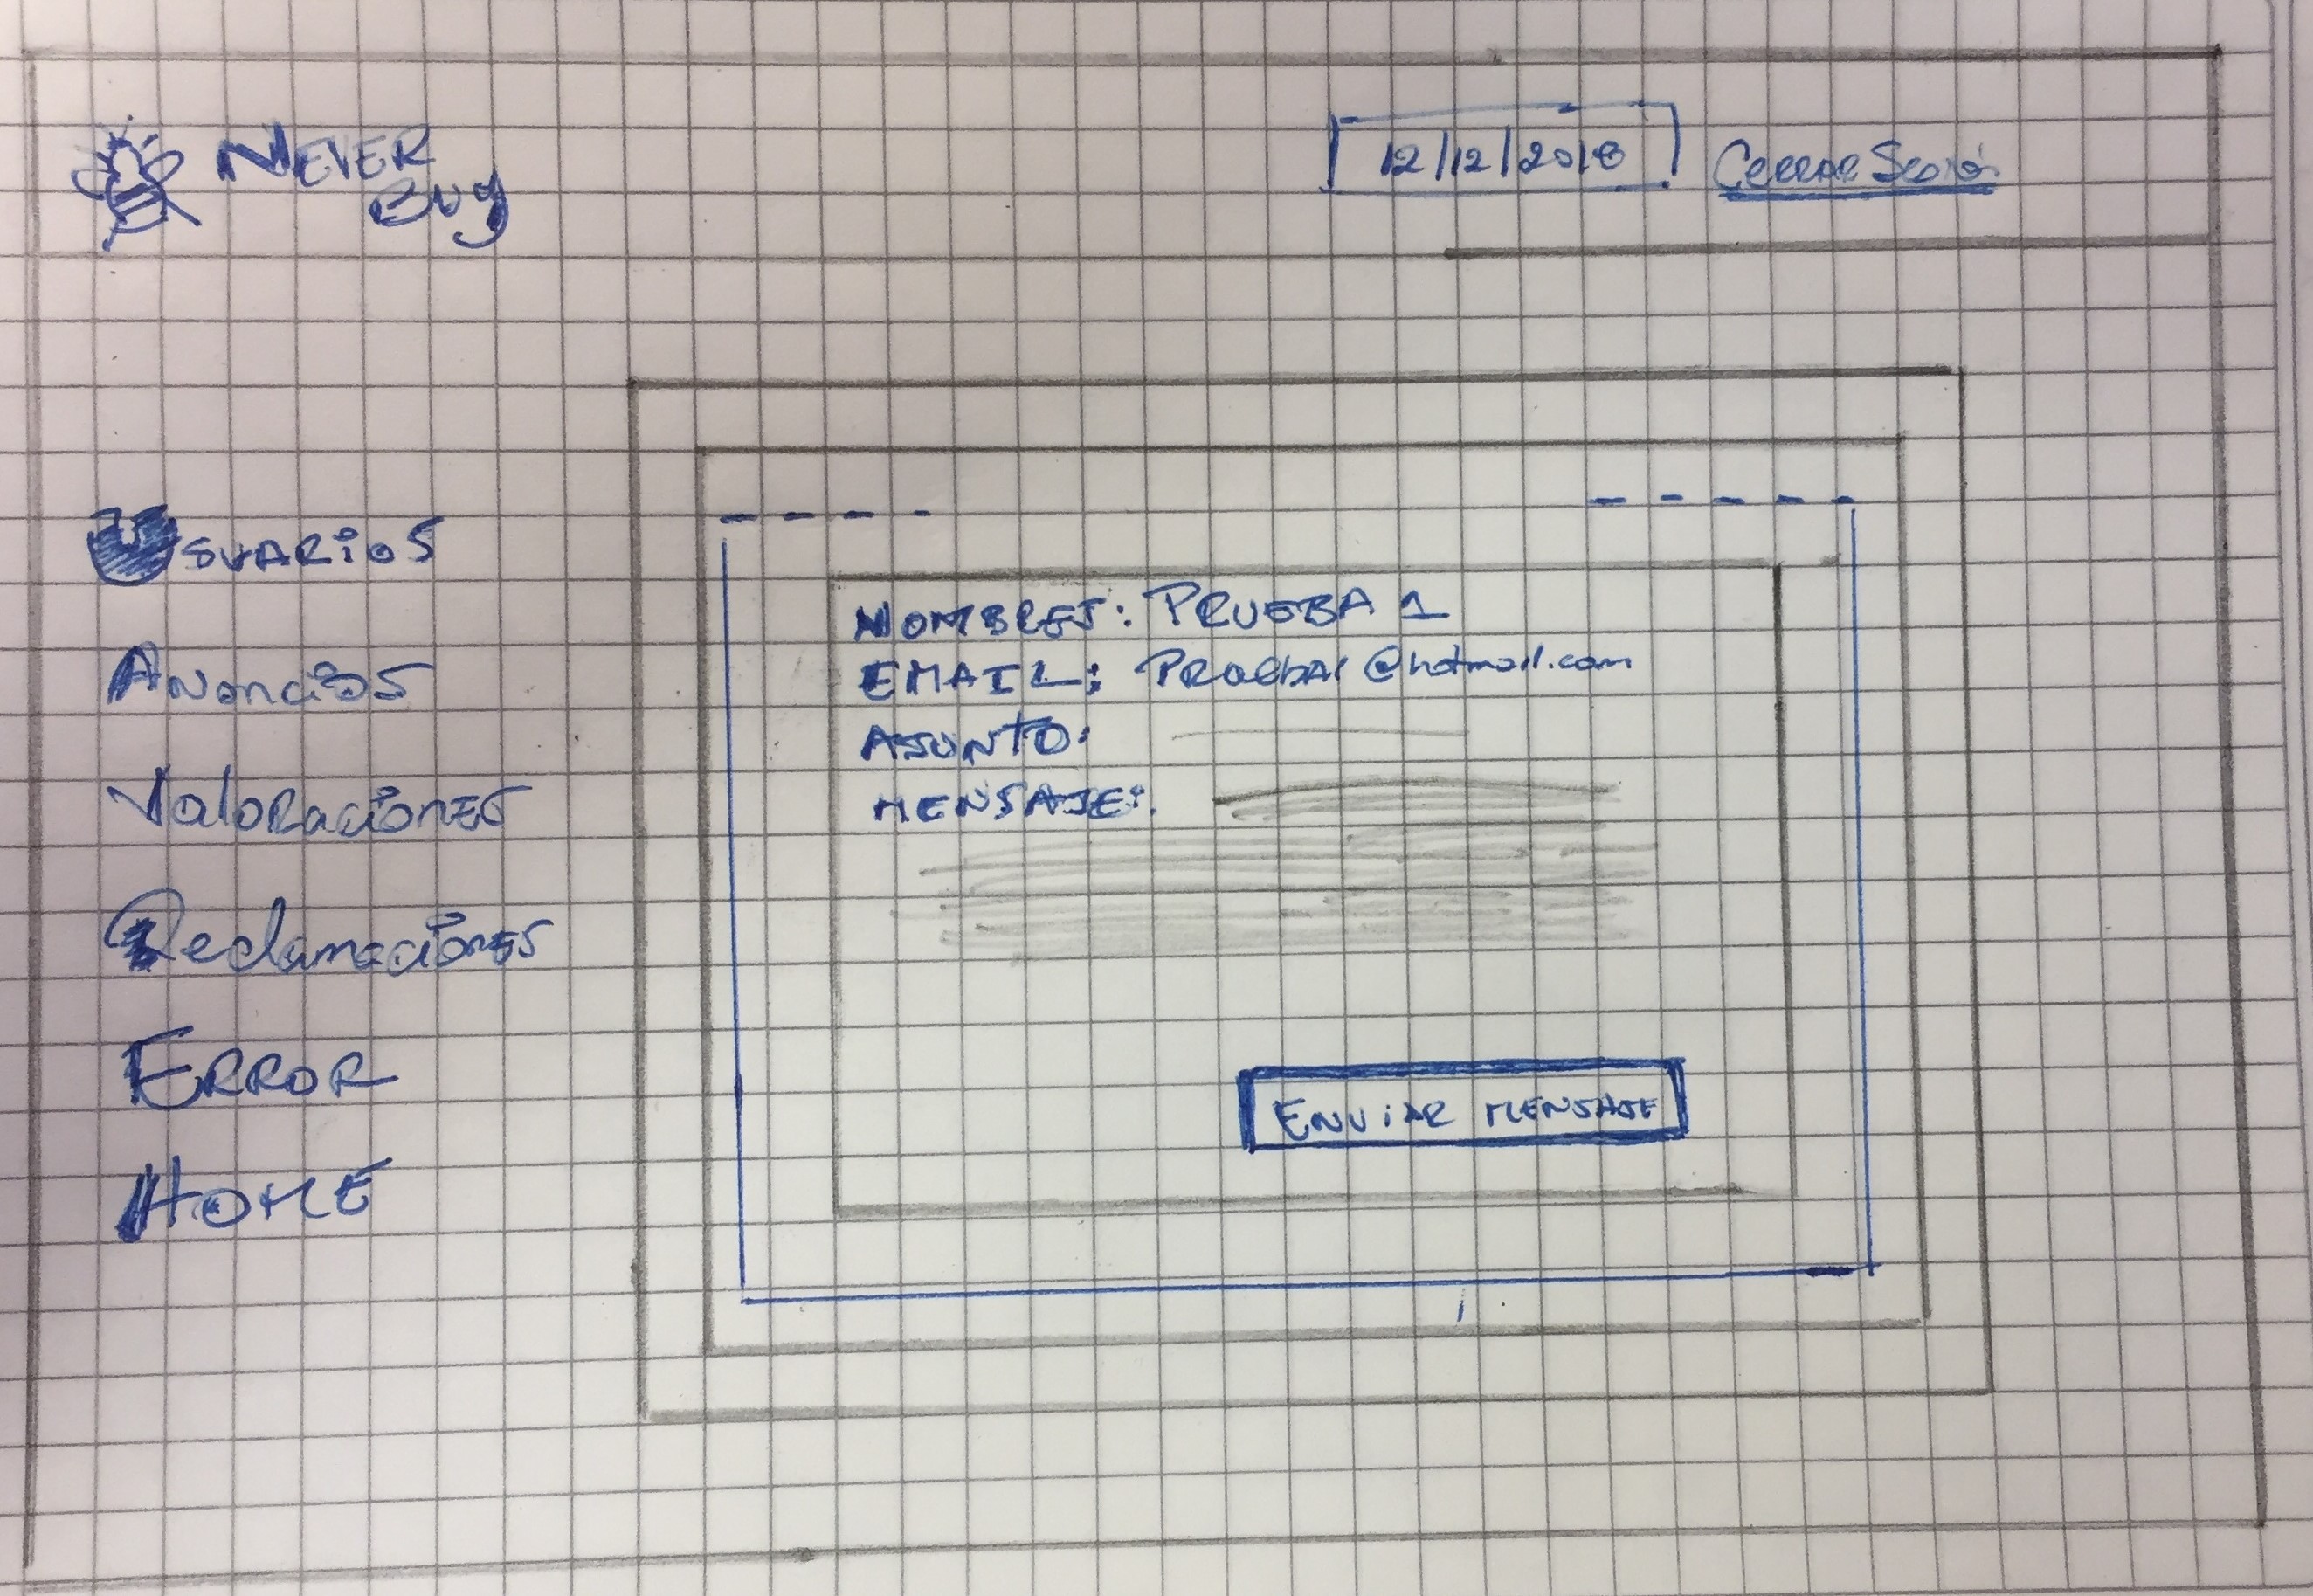 NEVER
Bug
12/12/2018
CERRAR Sesión
USUARIOS
Anuncios
ValoRacionES
ReclamacionES
ERROR
HOME
NOMBRES: PRUEBA 1
EMAIL: PRuebA1@hotmail.com
ASUNTO:
MENSAJE:
ENViAR MENSAJE